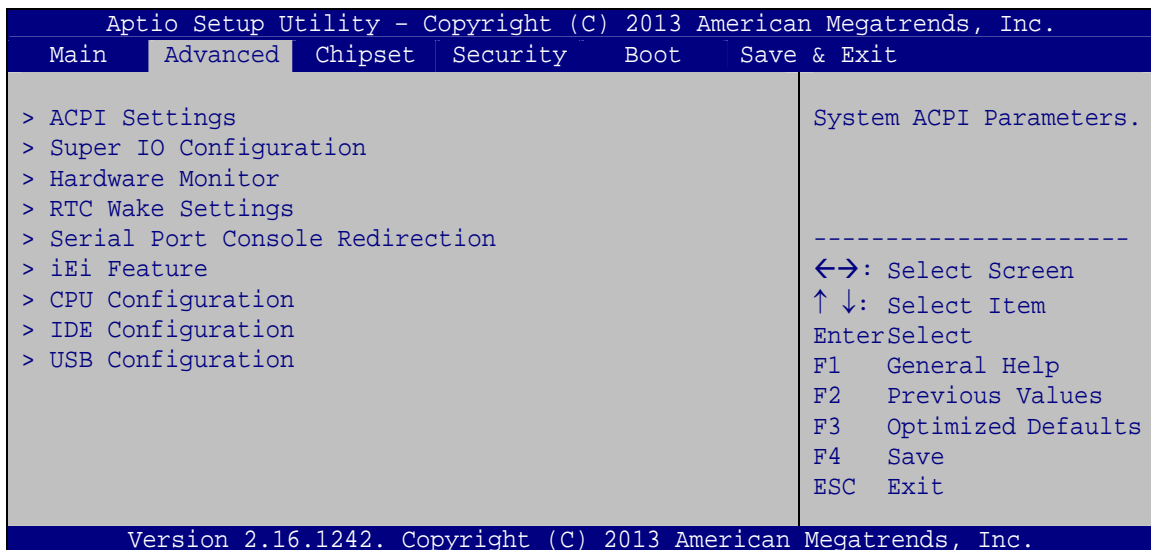 Aptio Setup Utility – Copyright (C) 2013 American Megatrends, Inc.
Main Advanced Chipset Security Boot Save & Exit
> ACPI Settings
> Super IO Configuration
> Hardware Monitor
> RTC Wake Settings
> Serial Port Console Redirection
> iEi Feature
> CPU Configuration
> IDE Configuration
> USB Configuration
System ACPI Parameters.
----------------------
←→: Select Screen
↑ ↓: Select Item
EnterSelect
F1 General Help
F2 Previous Values
F3 Optimized Defaults
F4 Save
ESC Exit
Version 2.16.1242. Copyright (C) 2013 American Megatrends, Inc.